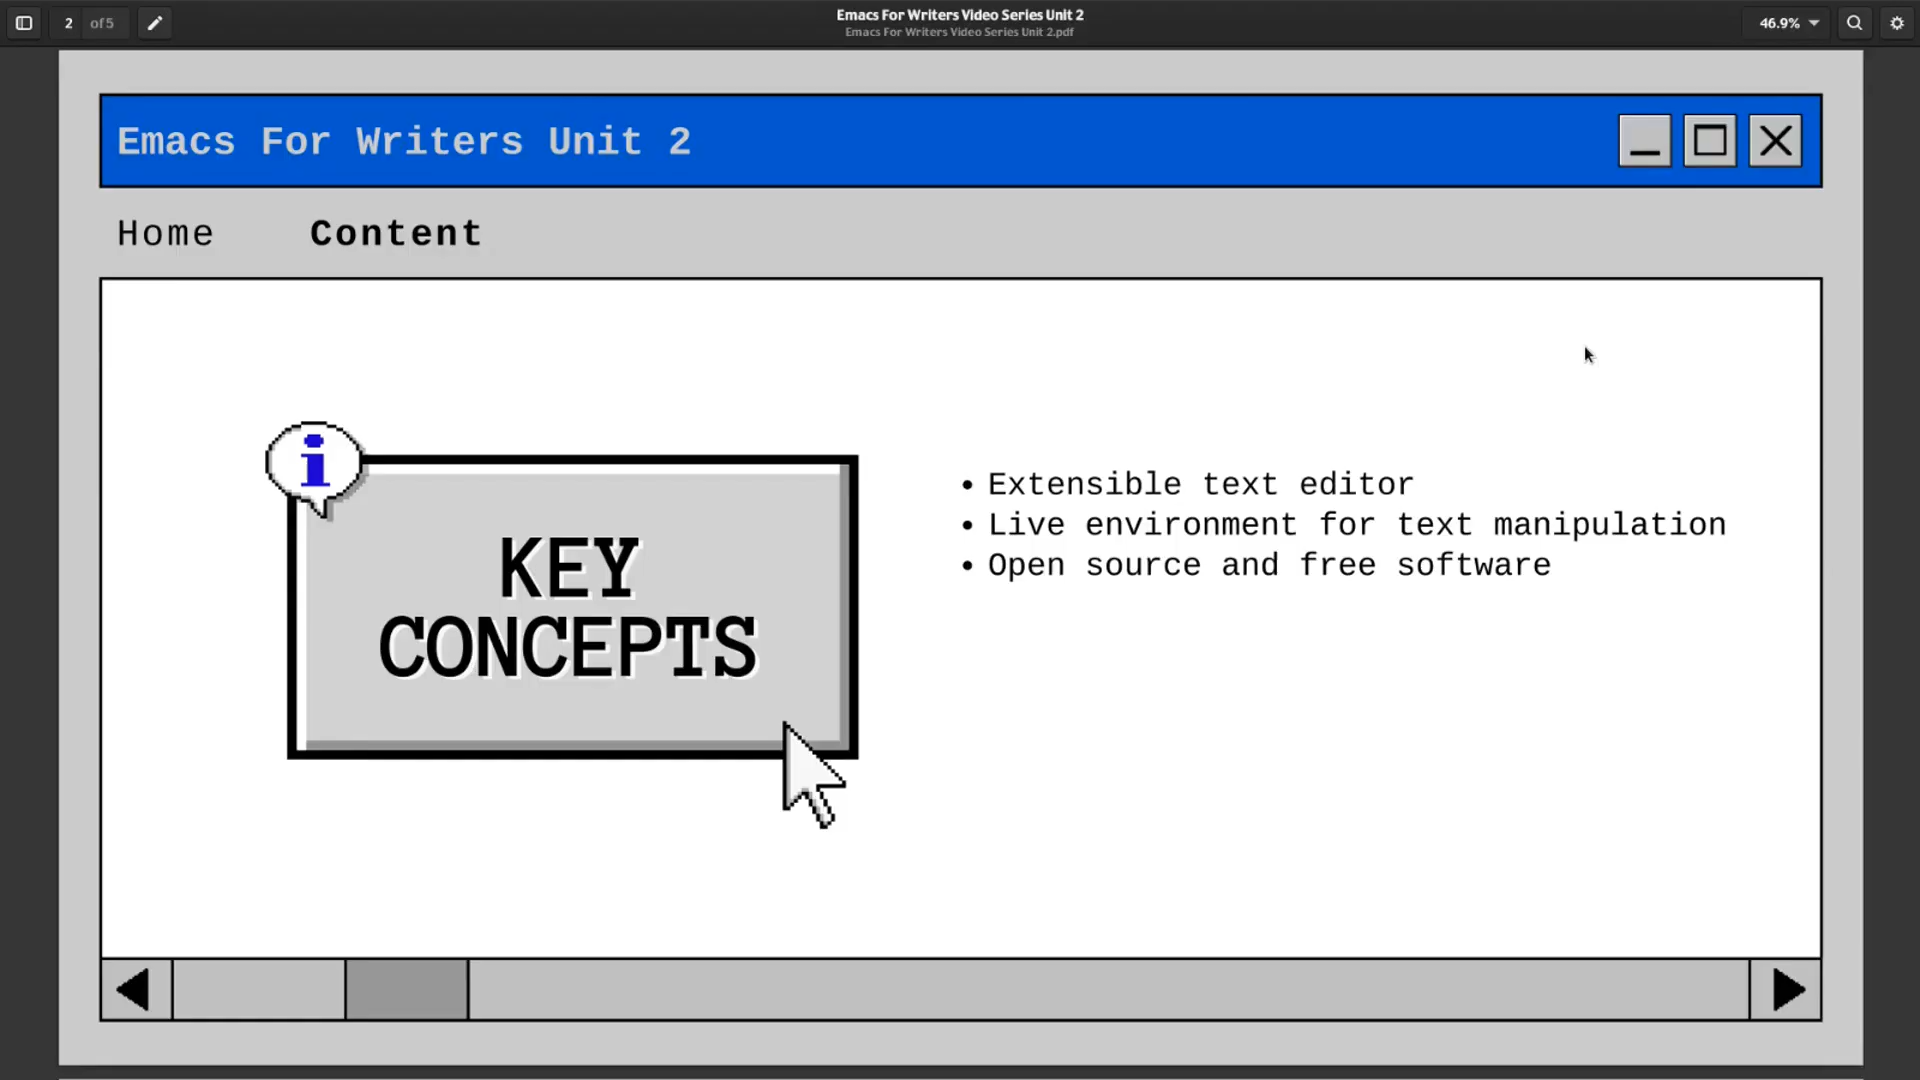 2 of 5
Emacs For Writers Video Series Unit 2
Emacs For Writers Video Series Unit 2.pdf
46.9%
Emacs For Writers Unit 2
Home Content
i
KEY
CONCEPTS
• Extensible text editor
• Live environment for text manipulation
• Open source and free software